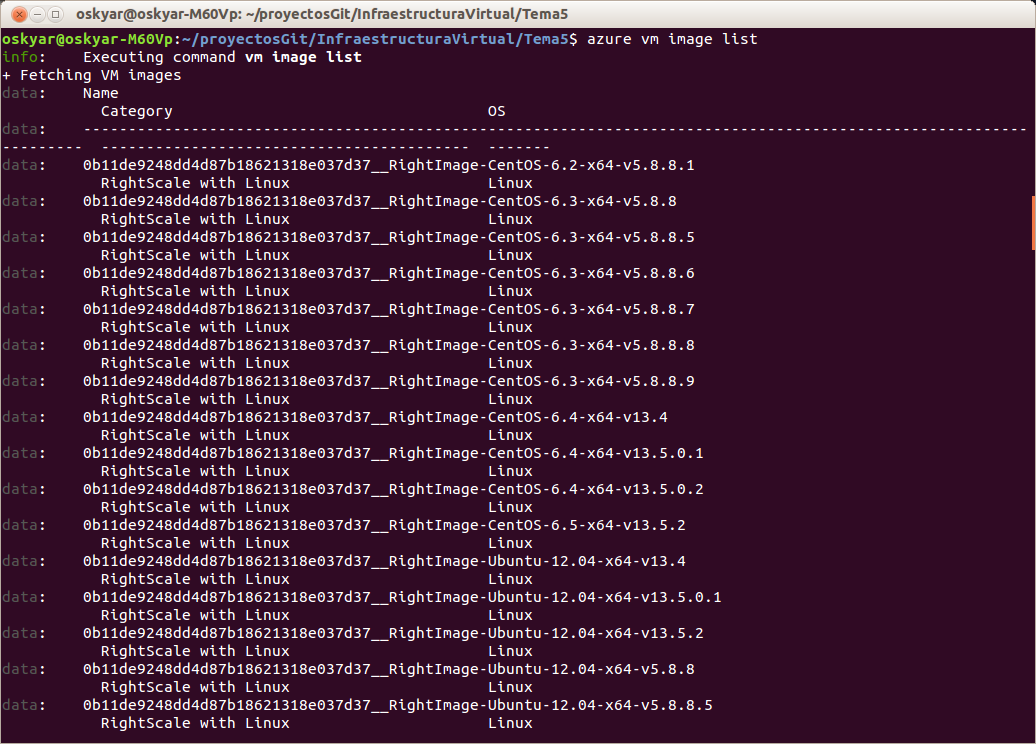 oskyar@oskyar-M60Vp: ~/proyectosGit/InfraestructuraVirtual/Tema5
oskyar@oskyar-M60Vp:~/proyectosGit/InfraestructuraVirtual/Tema5$ azure vm image list
info:    Executing command vm image list
+ Fetching VM images
data:    Name
Category                                   OS
data:    ---------------------------------------------------------------------------------------------------------
---------  -----------------------------------------  -------
data:    0b11de9248dd4d87b18621318e037d37__RightImage-CentOS-6.2-x64-v5.8.8.1
RightScale with Linux                      Linux
data:    0b11de9248dd4d87b18621318e037d37__RightImage-CentOS-6.3-x64-v5.8.8
RightScale with Linux                      Linux
data:    0b11de9248dd4d87b18621318e037d37__RightImage-CentOS-6.3-x64-v5.8.8.5
RightScale with Linux                      Linux
data:    0b11de9248dd4d87b18621318e037d37__RightImage-CentOS-6.3-x64-v5.8.8.6
RightScale with Linux                      Linux
data:    0b11de9248dd4d87b18621318e037d37__RightImage-CentOS-6.3-x64-v5.8.8.7
RightScale with Linux                      Linux
data:    0b11de9248dd4d87b18621318e037d37__RightImage-CentOS-6.3-x64-v5.8.8.8
RightScale with Linux                      Linux
data:    0b11de9248dd4d87b18621318e037d37__RightImage-CentOS-6.3-x64-v5.8.8.9
RightScale with Linux                      Linux
data:    0b11de9248dd4d87b18621318e037d37__RightImage-CentOS-6.4-x64-v13.4
RightScale with Linux                      Linux
data:    0b11de9248dd4d87b18621318e037d37__RightImage-CentOS-6.4-x64-v13.5.0.1
RightScale with Linux                      Linux
data:    0b11de9248dd4d87b18621318e037d37__RightImage-CentOS-6.4-x64-v13.5.0.2
RightScale with Linux                      Linux
data:    0b11de9248dd4d87b18621318e037d37__RightImage-CentOS-6.5-x64-v13.5.2
RightScale with Linux                      Linux
data:    0b11de9248dd4d87b18621318e037d37__RightImage-Ubuntu-12.04-x64-v13.4
RightScale with Linux                      Linux
data:    0b11de9248dd4d87b18621318e037d37__RightImage-Ubuntu-12.04-x64-v13.5.0.1
RightScale with Linux                      Linux
data:    0b11de9248dd4d87b18621318e037d37__RightImage-Ubuntu-12.04-x64-v13.5.2
RightScale with Linux                      Linux
data:    0b11de9248dd4d87b18621318e037d37__RightImage-Ubuntu-12.04-x64-v5.8.8
RightScale with Linux                      Linux
data:    0b11de9248dd4d87b18621318e037d37__RightImage-Ubuntu-12.04-x64-v5.8.8.5
RightScale with Linux                      Linux